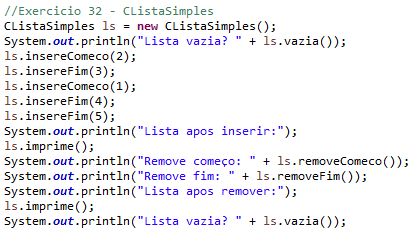 //Exercicio 32 - CListaSimples
CListaSimples ls = new CListaSimples();
System.out.println("Lista vazia? " + ls.vazia());
ls.insereComeco(2);
ls.insereFim(3);
ls.insereComeco(1);
ls.insereFim(4);
ls.insereFim(5);
System.out.println("Lista apos inserir:");
ls.imprime();
System.out.println("Remove começo: " + ls.removeComeco());
System.out.println("Remove fim: " + ls.removeFim());
System.out.println("Lista apos remover:");
ls.imprime();
System.out.println("Lista vazia? " + ls.vazia());